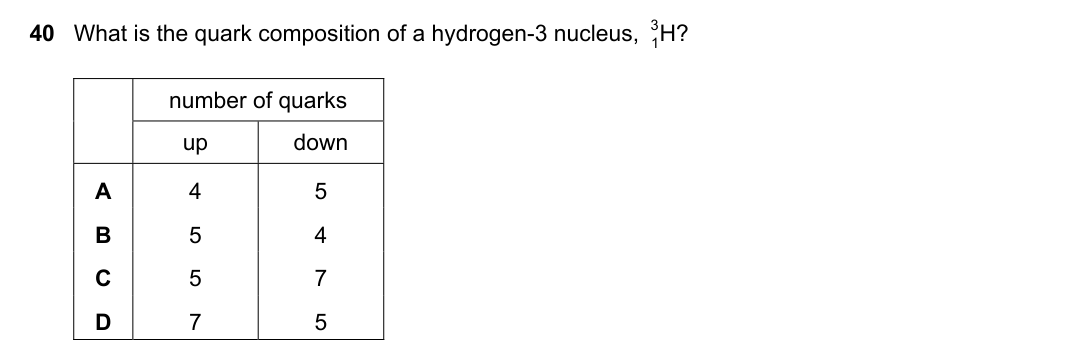 40 What is the quark composition of a hydrogen-3 nucleus, ³₁H?
number of quarks
up down
A 4 5
B 5 4
C 5 7
D 7 5